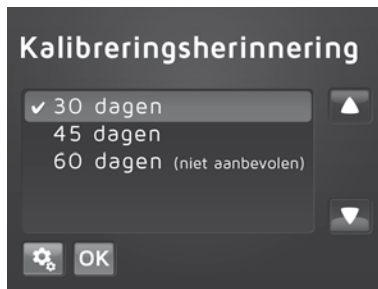 Kalibreringsherinnering
✔ 30 dagen
45 dagen
60 dagen (niet aanbevolen)
OK